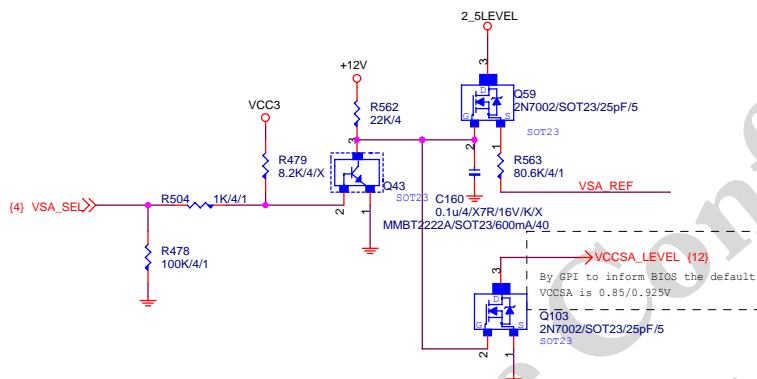 2_5LEVEL
+12V
3
Q59
VCC3
R562
22K/4
D
2N7002/SOT23/25pF/5
G
S
SOT23
3
2
1
R479
8.2K/4/X
R563
80.6K/4/1
Q43
SOT23
VSA_REF
{4} VSA_SEL
R504
1K/4/1
2
1
C160
0.1u/4/X7R/16V/K/X
MMBT2222A/SOT23/600mA/40
R478
100K/4/1
3
VCCSA_LEVEL {12}
By GPI to inform BIOS the default
VCCSA is 0.85/0.925V
D
G
S
Q103
2N7002/SOT23/25pF/5
SOT23
2
1
e Conf